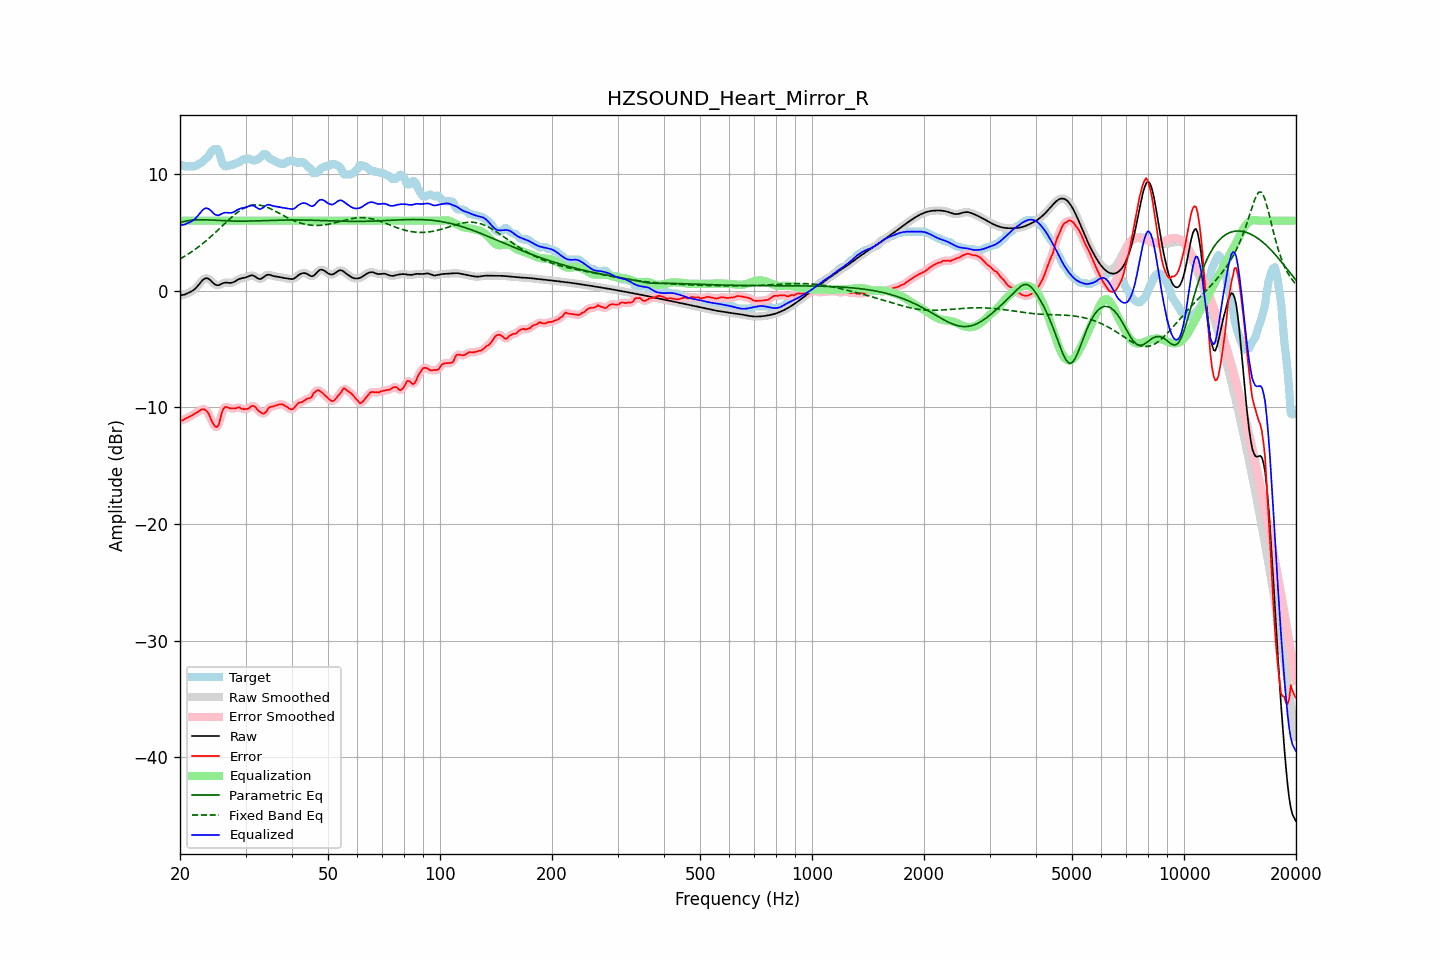 HZSOUND_Heart_Mirror_R
Amplitude (dBr)
10
0
−10
−20
−30
−40
Target
Raw Smoothed
Error Smoothed
Raw
Error
Equalization
Parametric Eq
Fixed Band Eq
Equalized
20 50 100 200 500 1000 2000 5000 10000 20000
Frequency (Hz)